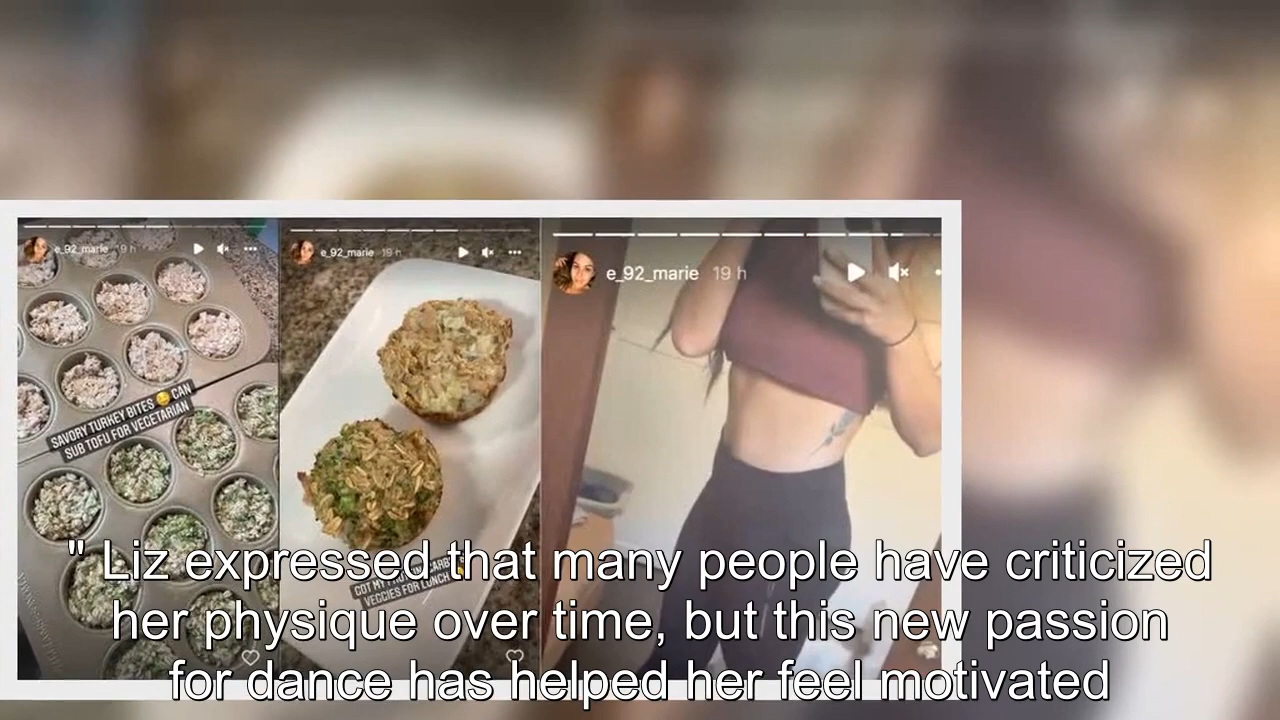 e_92_marie 19 h
e_92_marie 19 h
e_92_marie 19 h
SAVORY TURKEY BITES 😉 CAN
SUB TOFU FOR VEGETARIAN
GOT MY
VEGGIES FOR LUNCH
" Liz expressed that many people have criticized
her physique over time, but this new passion
for dance has helped her feel motivated